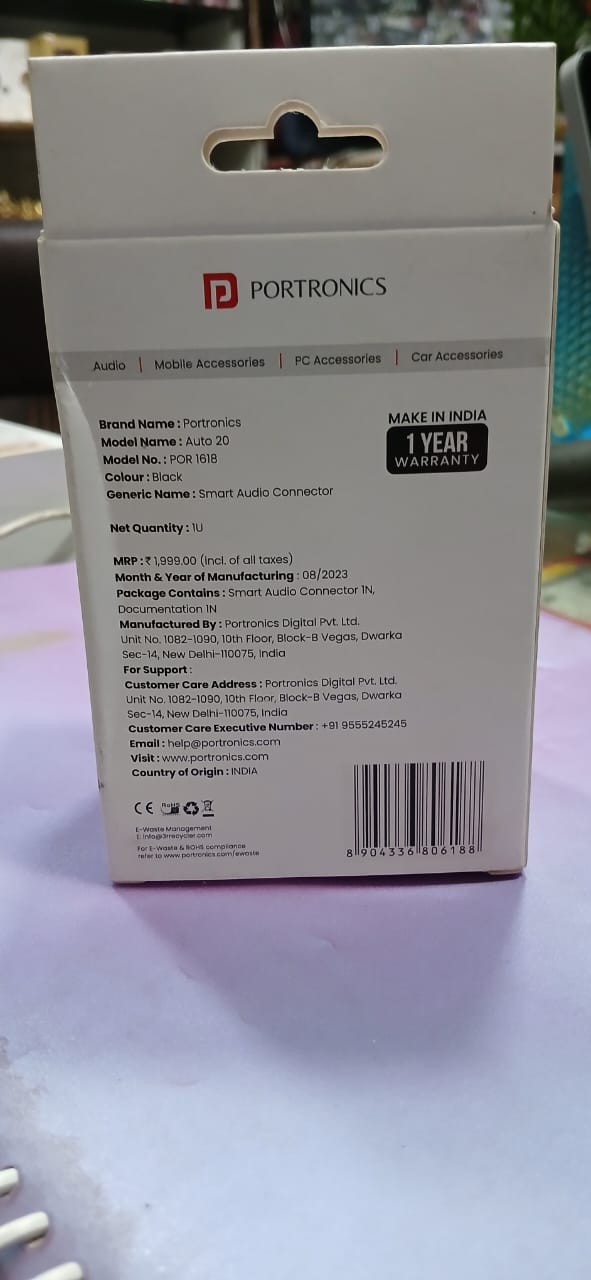 PORTRONICS
Audio | Mobile Accessories | PC Accessories | Car Accessories
Brand Name : Portronics
Model Name : Auto 20
Model No. : POR 1618
Colour : Black
Generic Name : Smart Audio Connector
MAKE IN INDIA
1 YEAR
WARRANTY
Net Quantity : 1U
MRP : ₹ 1,999.00 (Incl. of all taxes)
Month & Year of Manufacturing : 08/2023
Package Contains : Smart Audio Connector 1N,
Documentation 1N
Manufactured By : Portronics Digital Pvt. Ltd.
Unit No. 1082-1090, 10th Floor, Block-B Vegas, Dwarka
Sec-14, New Delhi-110075, India
For Support :
Customer Care Address : Portronics Digital Pvt. Ltd.
Unit No. 1082-1090, 10th Floor, Block-B Vegas, Dwarka
Sec-14, New Delhi-110075, India
Customer Care Executive Number : +91 9555245245
Email : help@portronics.com
Visit : www.portronics.com
Country of Origin : INDIA
CE RoHS
E-Waste Management
E: info@3rrecycler.com
For E-Waste & ROHS compliance
refer to www.portronics.com/ewaste
8 904336 806188